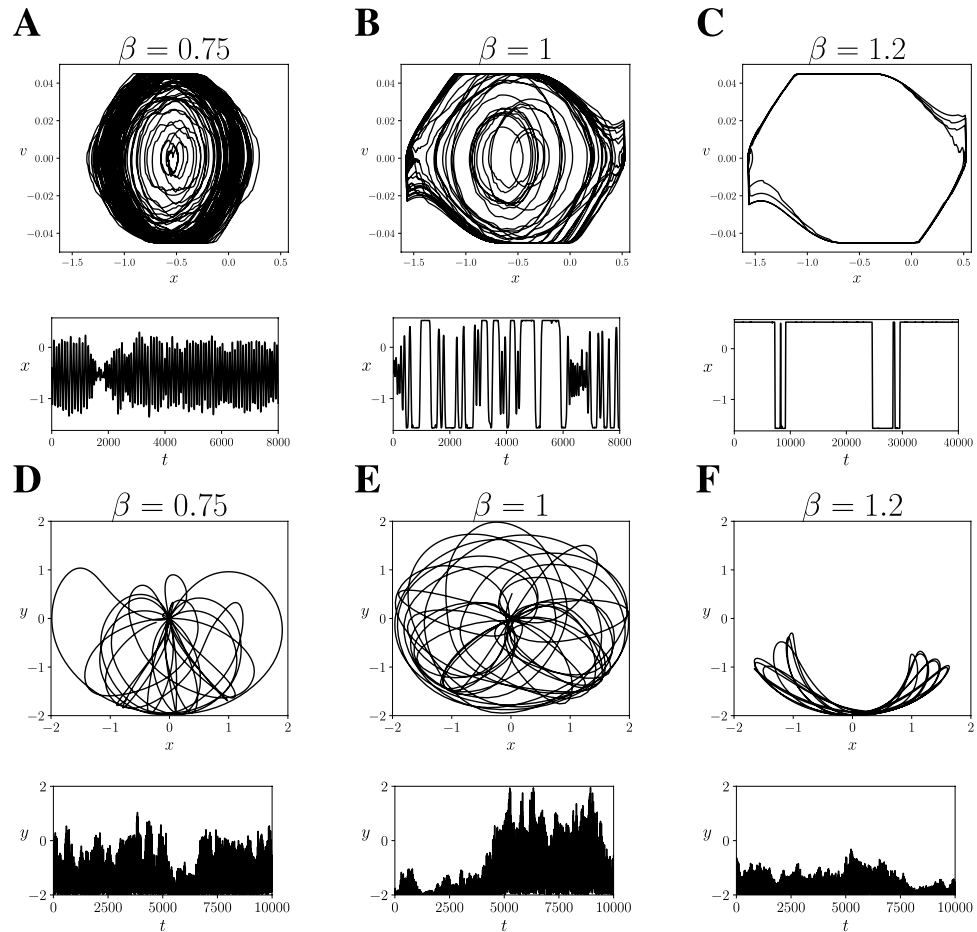 A B C
β = 0.75 β = 1 β = 1.2
0.04 0.04 0.04
0.02 0.02 0.02
v 0.00 v 0.00 v 0.00
−0.02 −0.02 −0.02
−0.04 −0.04 −0.04
−1.5 −1.0 −0.5 0.0 0.5 −1.5 −1.0 −0.5 0.0 0.5 −1.5 −1.0 −0.5 0.0 0.5
x x x
0 0 0
x x x
−1 −1 −1
0 2000 4000 6000 8000 0 2000 4000 6000 8000 0 10000 20000 30000 40000
t t t
D E F
β = 0.75 β = 1 β = 1.2
2 2 2
1 1 1
y 0 y 0 y 0
−1 −1 −1
−2 −2 −2
−2 −1 0 1 2 −2 −1 0 1 2 −2 −1 0 1 2
x x x
2 2 2
y 0 y 0 y 0
−2 −2 −2
0 2500 5000 7500 10000 0 2500 5000 7500 10000 0 2500 5000 7500 10000
t t t